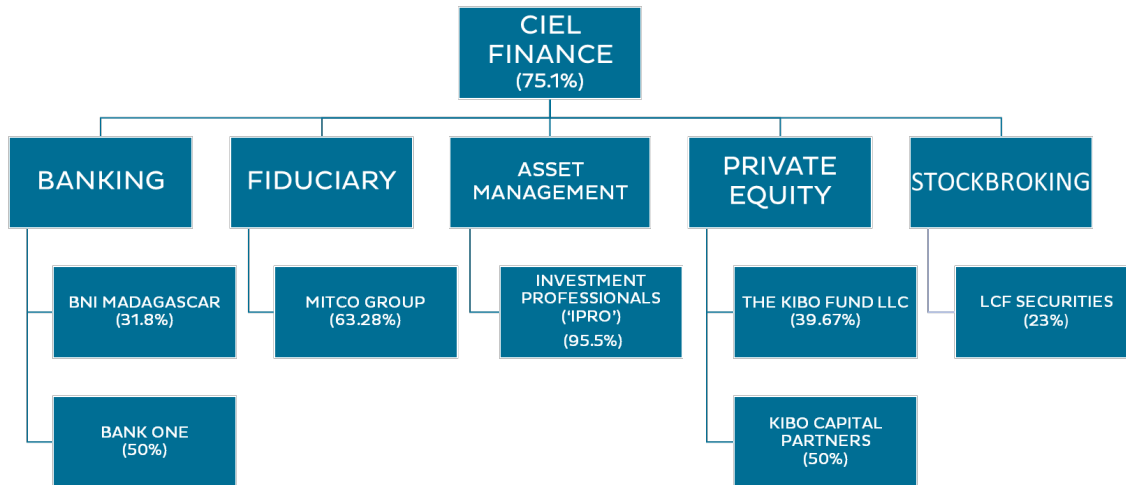 CIEL
FINANCE
(75.1%)
BANKING
FIDUCIARY
ASSET
MANAGEMENT
PRIVATE
EQUITY
STOCKBROKING
BNI MADAGASCAR
(31.8%)
MITCO GROUP
(63.28%)
INVESTMENT
PROFESSIONALS
(‘IPRO’)
(95.5%)
THE KIBO FUND LLC
(39.67%)
LCF SECURITIES
(23%)
BANK ONE
(50%)
KIBO CAPITAL
PARTNERS
(50%)